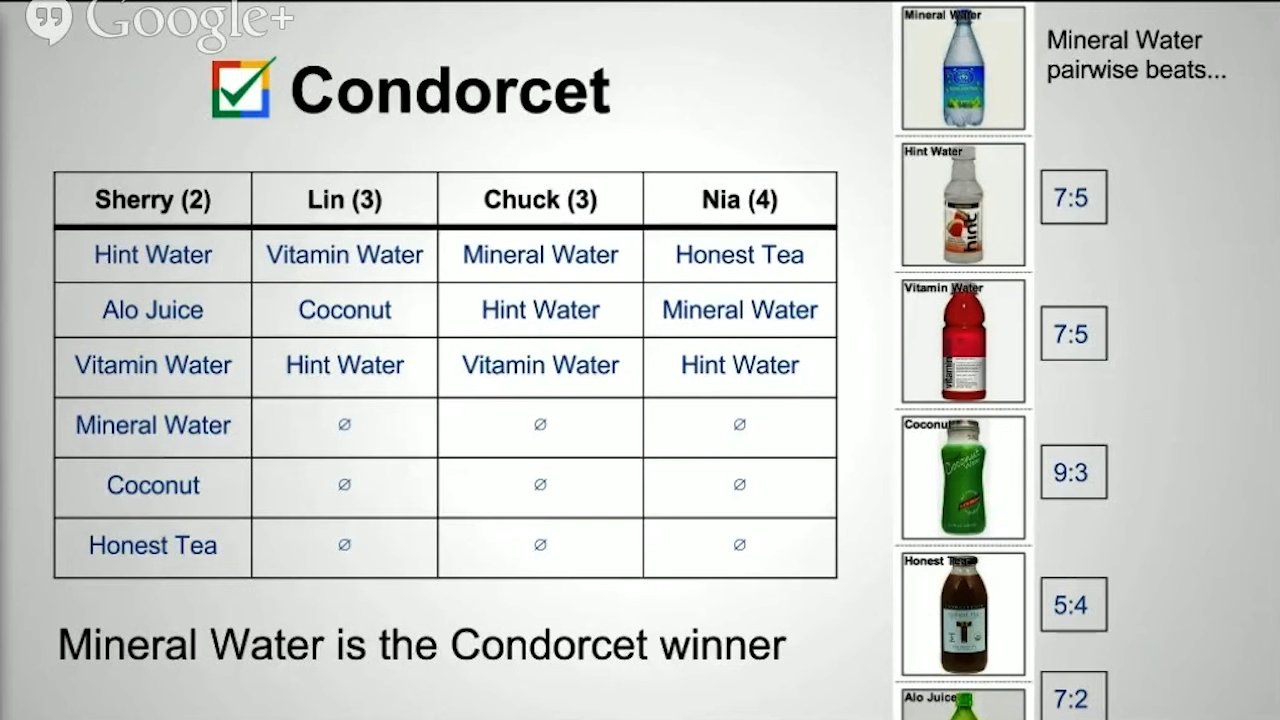 Google+
Condorcet
Sherry (2) Lin (3) Chuck (3) Nia (4)
Hint Water Vitamin Water Mineral Water Honest Tea
Alo Juice Coconut Hint Water Mineral Water
Vitamin Water Hint Water Vitamin Water Hint Water
Mineral Water ∅ ∅ ∅
Coconut ∅ ∅ ∅
Honest Tea ∅ ∅ ∅
Mineral Water is the Condorcet winner
Mineral Water
Mineral Water
pairwise beats...
Hint Water
hint
7:5
Vitamin Water
vitamin
7:5
Coconut
Coconut
9:3
Honest Tea
T
5:4
Alo Juice
7:2